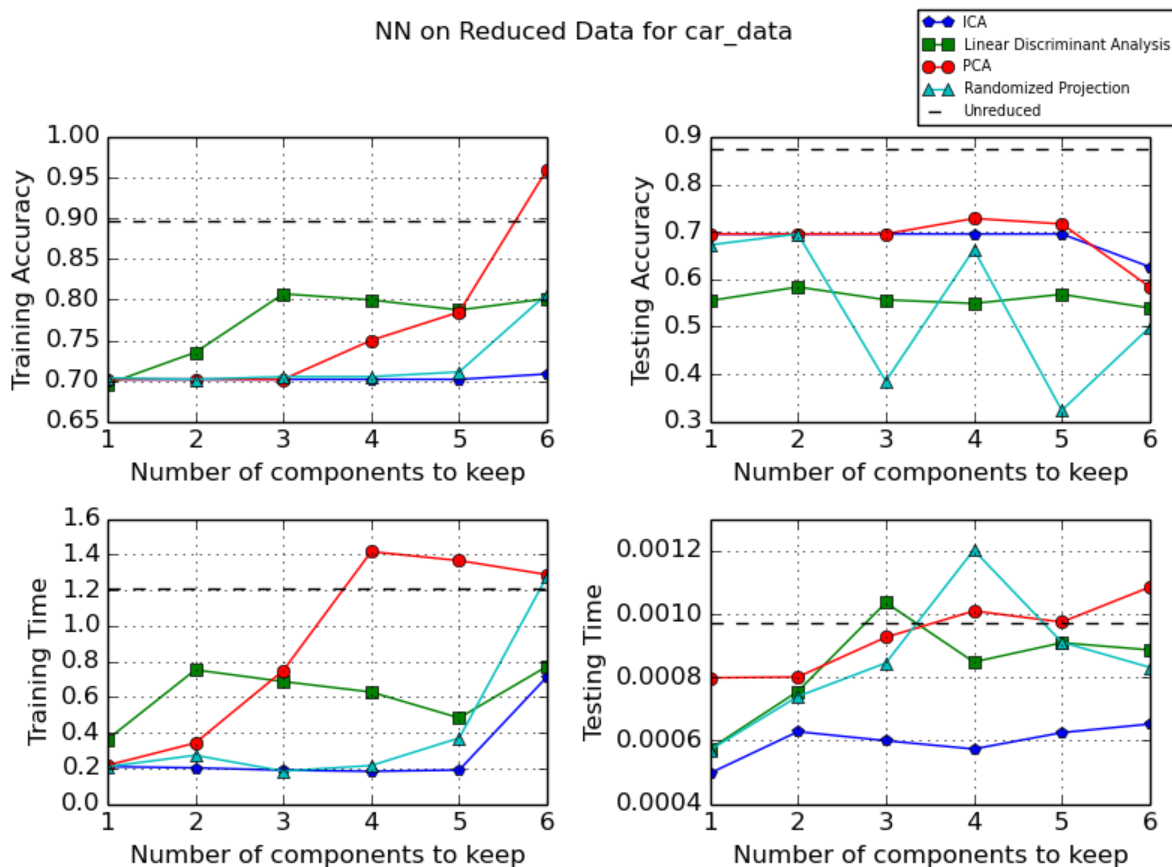 NN on Reduced Data for car_data
ICA
Linear Discriminant Analysis
PCA
Randomized Projection
Unreduced
Training Accuracy
1.00
0.95
0.90
0.85
0.80
0.75
0.70
0.65
1 2 3 4 5 6
Number of components to keep
Testing Accuracy
0.9
0.8
0.7
0.6
0.5
0.4
0.3
1 2 3 4 5 6
Number of components to keep
Training Time
1.6
1.4
1.2
1.0
0.8
0.6
0.4
0.2
0.0
1 2 3 4 5 6
Number of components to keep
Testing Time
0.0012
0.0010
0.0008
0.0006
0.0004
1 2 3 4 5 6
Number of components to keep